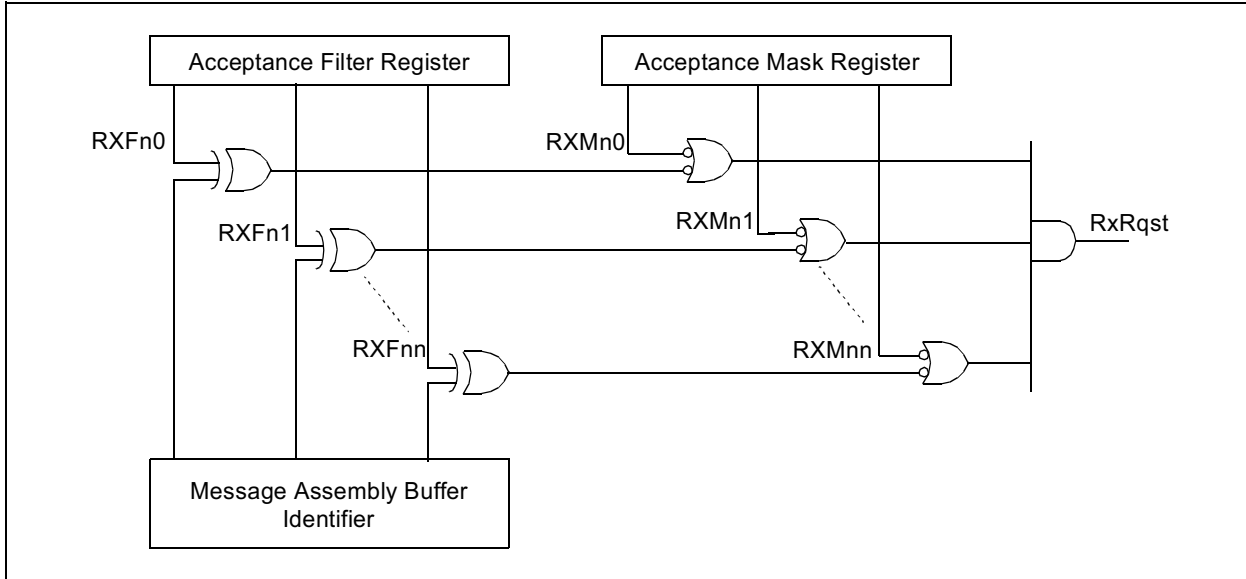 Acceptance Filter Register
Acceptance Mask Register
RXFn0
RXMn0
RXFn1
RXMn1
RxRqst
RXFnn
RXMnn
Message Assembly Buffer
Identifier